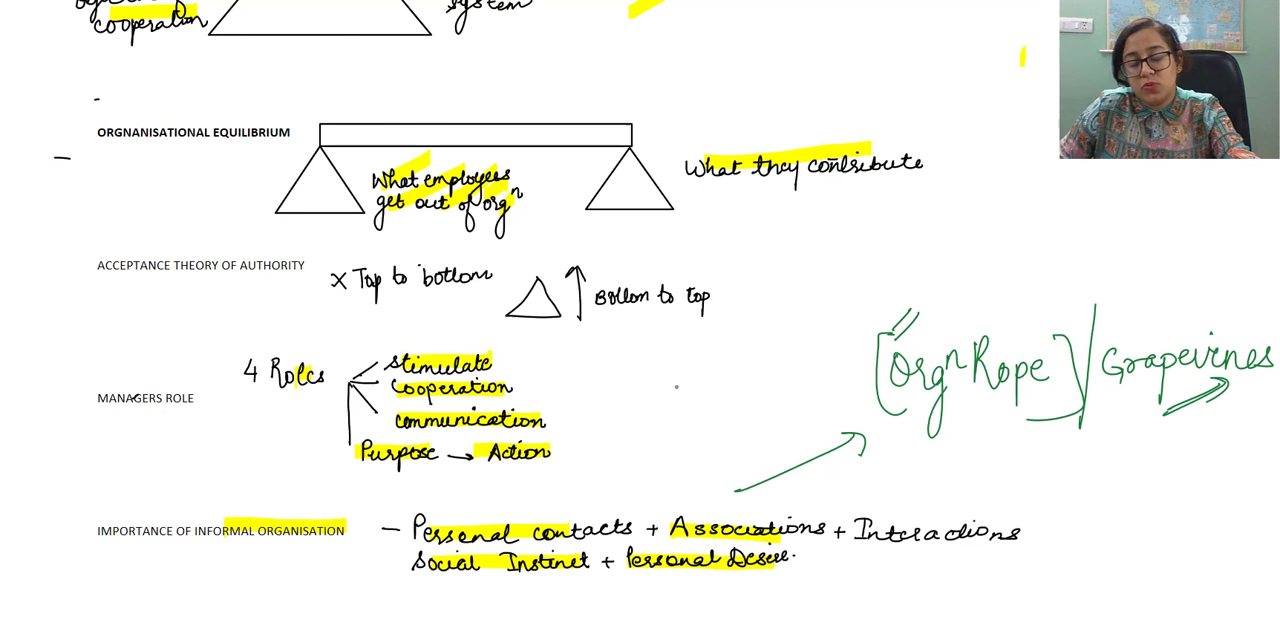 cooperation
system
ORGNANISATIONAL EQUILIBRIUM
What employees
get out of orgⁿ
What they contribute
ACCEPTANCE THEORY OF AUTHORITY
X Top to bottom
Bottom to top
4 Roles
stimulate
cooperation
MANAGERS ROLE
communication
Purpose → Action
[Orgⁿ Rope] / Grapevines
IMPORTANCE OF INFORMAL ORGANISATION
- Personal contacts + Associations + Interactions
Social Instinct + Personal Desire.